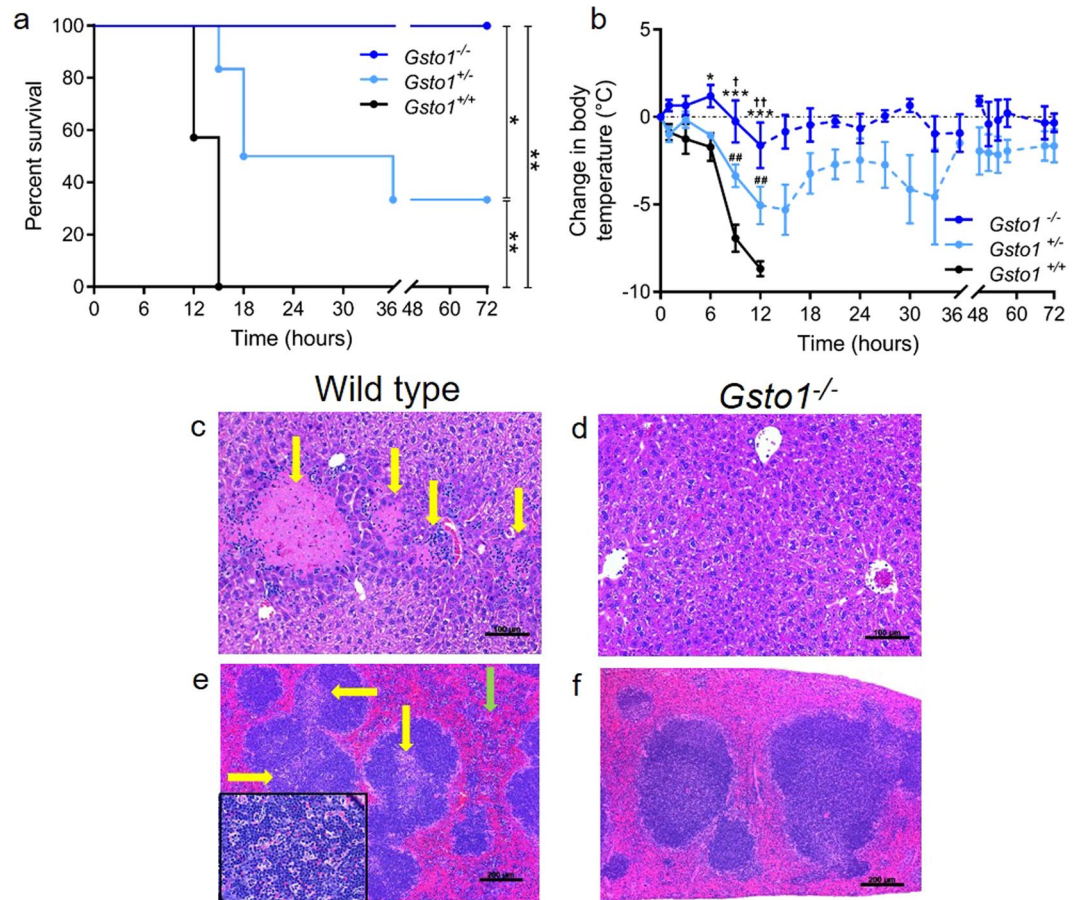 a
100
80
60
40
20
0
Percent survival
0 6 12 18 24 30 36 48 60 72
Time (hours)
Gsto1-/-
Gsto1+/-
Gsto1+/+
*
**
**
b
5
0
-5
-10
Change in body
temperature (°C)
*
†
***
††
***
##
##
Gsto1 -/-
Gsto1 +/-
Gsto1 +/+
0 6 12 18 24 30 36 48 60 72
Time (hours)
Wild type
Gsto1-/-
c
100 µm
d
100 µm
e
200 µm
f
200 µm